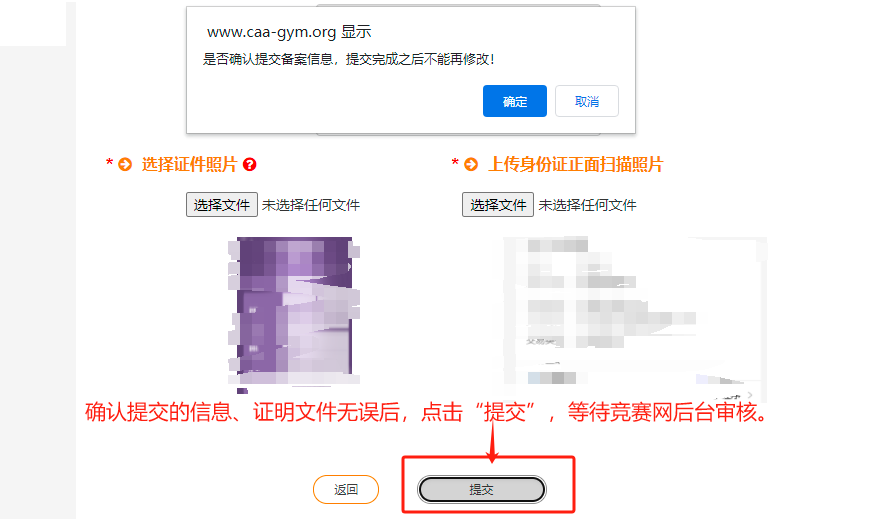 www.caa-gym.org 显示
是否确认提交备案信息，提交完成之后不能再修改！
确定 取消
* 选择证件照片 ?
* 上传身份证正面扫描照片
选择文件 未选择任何文件
选择文件 未选择任何文件
确认提交的信息、证明文件无误后，点击“提交”，等待竞赛网后台审核。
返回 提交